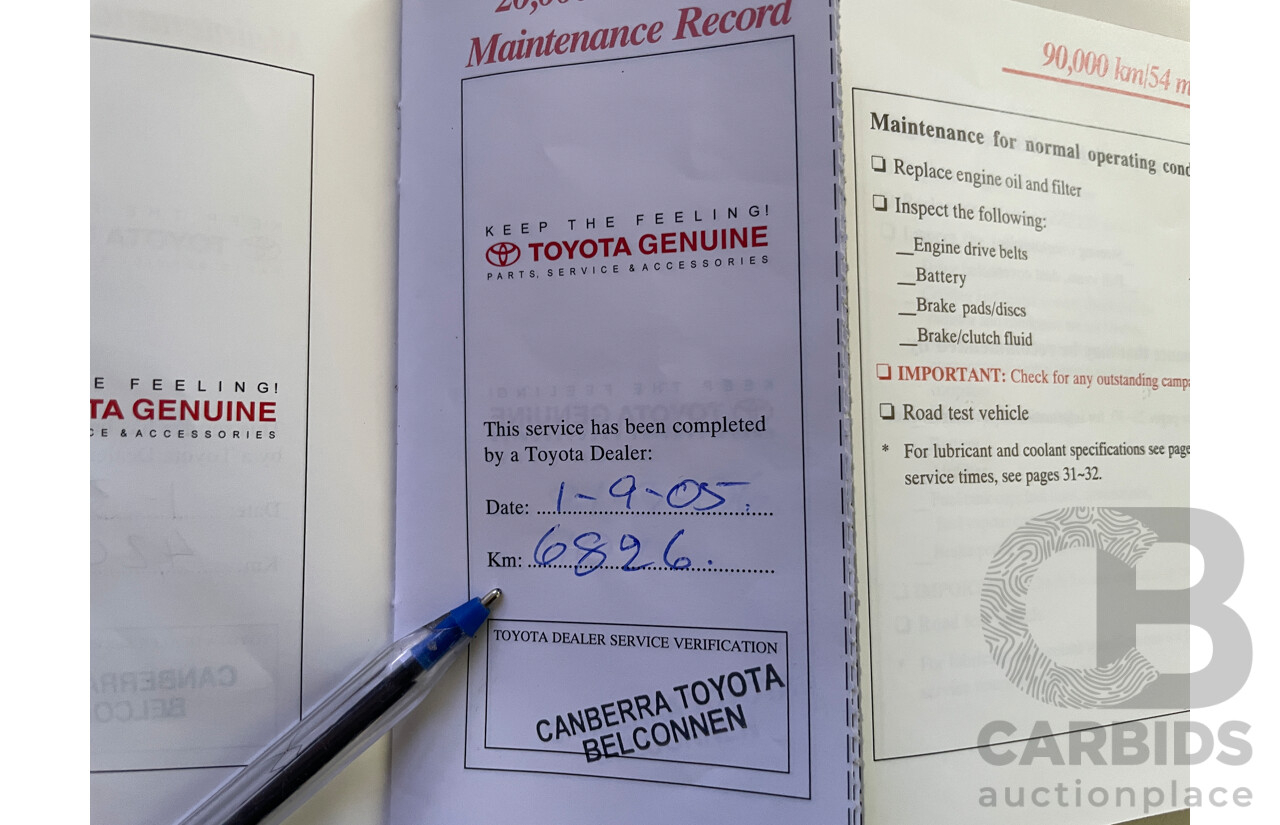 E FEELING!
TA GENUINE
CE & ACCESSORIES
Maintenance Record
KEEP THE FEELING!
TOYOTA GENUINE
PARTS, SERVICE & ACCESSORIES
This service has been completed
by a Toyota Dealer:
Date: 1-9-05.
Km: 6826.
TOYOTA DEALER SERVICE VERIFICATION
CANBERRA TOYOTA
BELCONNEN
90,000 km/54 m
Maintenance for normal operating cond
❏ Replace engine oil and filter
❏ Inspect the following:
__Engine drive belts
__Battery
__Brake pads/discs
__Brake/clutch fluid
❏ IMPORTANT: Check for any outstanding camp
❏ Road test vehicle
* For lubricant and coolant specifications see page
service times, see pages 31~32.
CB
CARBIDS
auctionplace